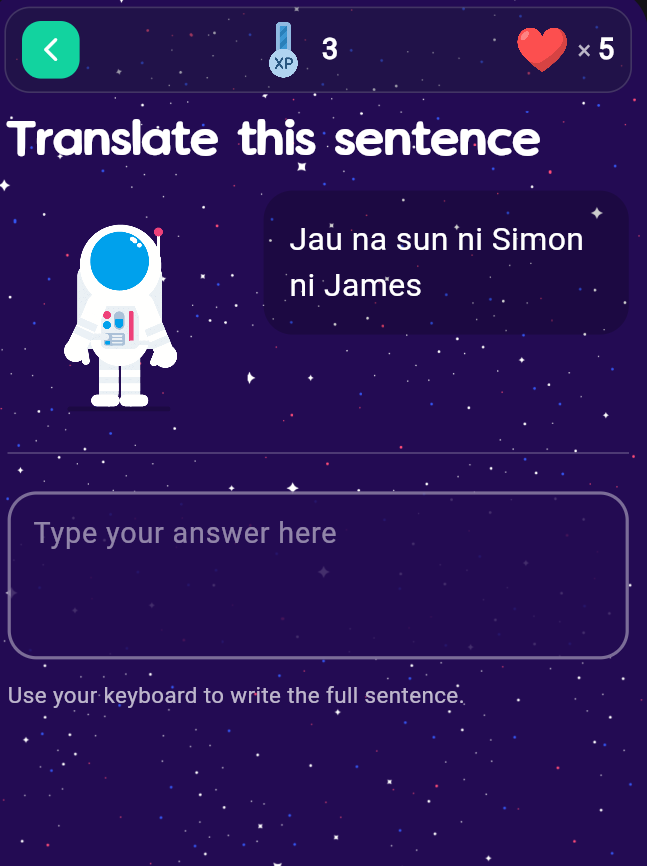 XP 3 × 5
Translate this sentence
Jau na sun ni Simon
ni James
Type your answer here
Use your keyboard to write the full sentence.